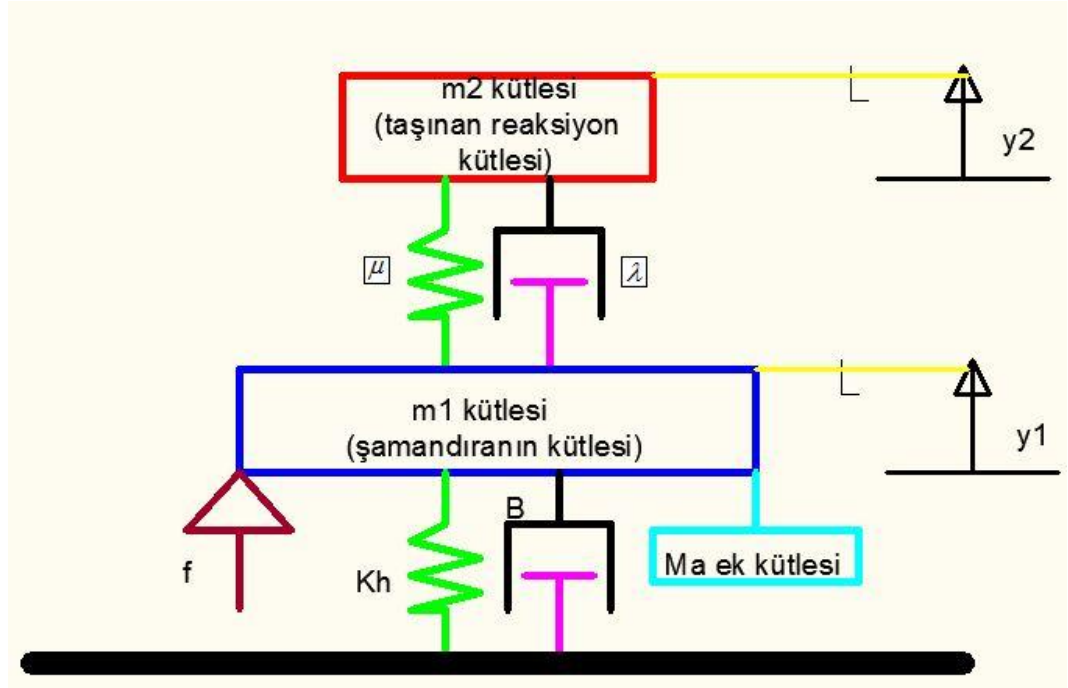 m2 kütlesi
(taşınan reaksiyon
kütlesi)
y2
μ
λ
m1 kütlesi
(şamandıranın kütlesi)
y1
B
f
Kh
Ma ek kütlesi